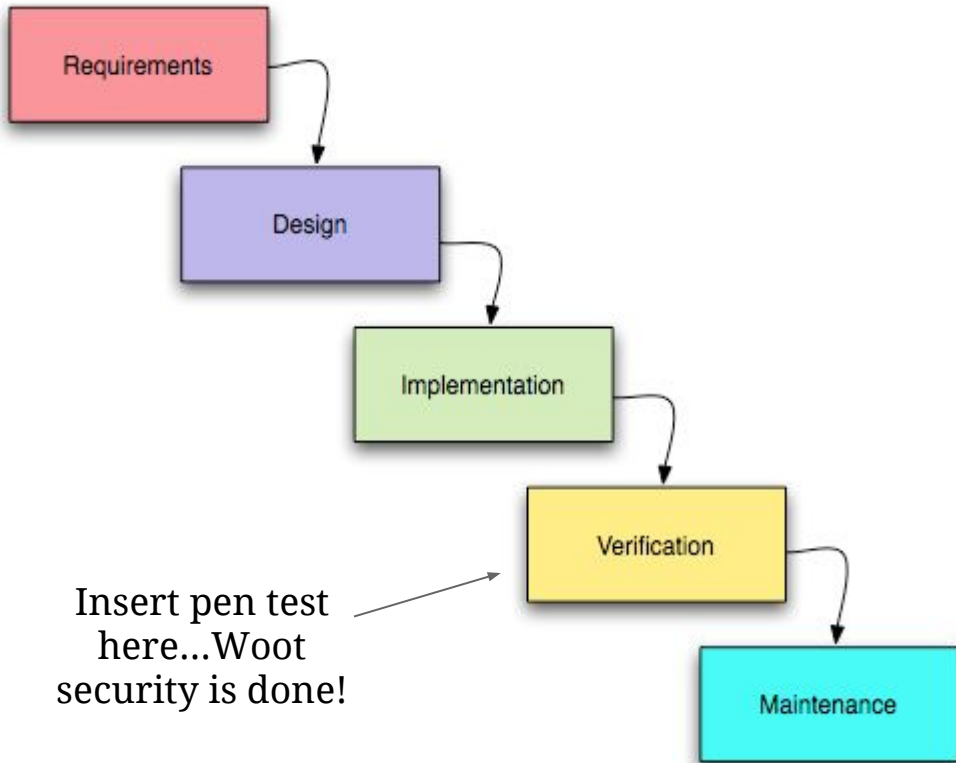 Requirements
Design
Implementation
Verification
Insert pen test
here...Woot
security is done!
Maintenance